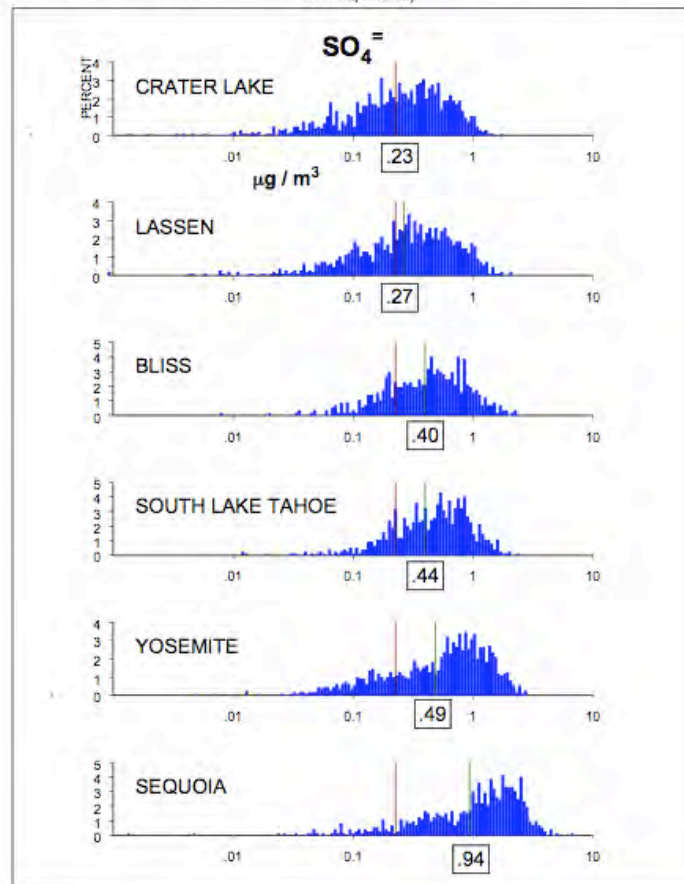 SO₄⁼
PERCENT
4
3
2
1
0
CRATER LAKE
.01 0.1 1 10
.23
µg / m³
4
3
2
1
0
LASSEN
.01 0.1 1 10
.27
5
4
3
2
1
0
BLISS
.01 0.1 1 10
.40
5
4
3
2
1
0
SOUTH LAKE TAHOE
.01 0.1 1 10
.44
4
3
2
1
0
YOSEMITE
.01 0.1 1 10
.49
5
4
3
2
1
0
SEQUOIA
.01 0.1 1 10
.94